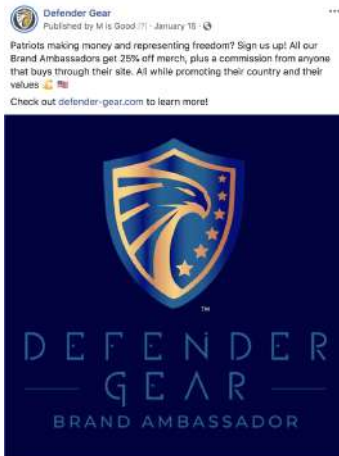 Defender Gear
Published by M is Good · January 15 ·
Patriots making money and representing freedom? Sign us up! All our
Brand Ambassadors get 25% off merch, plus a commission from anyone
that buys through their site. All while promoting their country and their
values 💪 🇺🇸
Check out defender-gear.com to learn more!
TM
DEFENDER
GEAR
BRAND AMBASSADOR